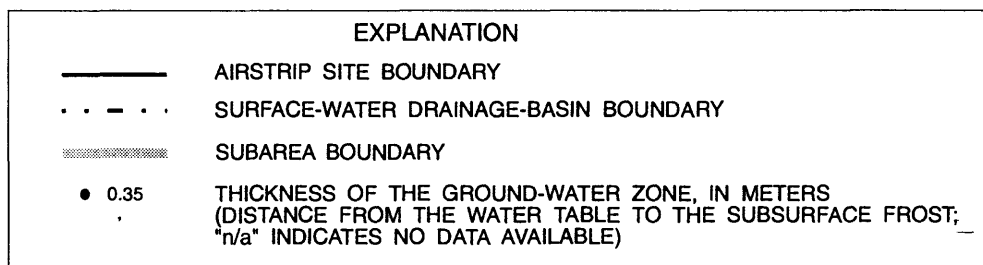 EXPLANATION
AIRSTRIP SITE BOUNDARY
SURFACE-WATER DRAINAGE-BASIN BOUNDARY
SUBAREA BOUNDARY
0.35 THICKNESS OF THE GROUND-WATER ZONE, IN METERS
(DISTANCE FROM THE WATER TABLE TO THE SUBSURFACE FROST;
"n/a" INDICATES NO DATA AVAILABLE)